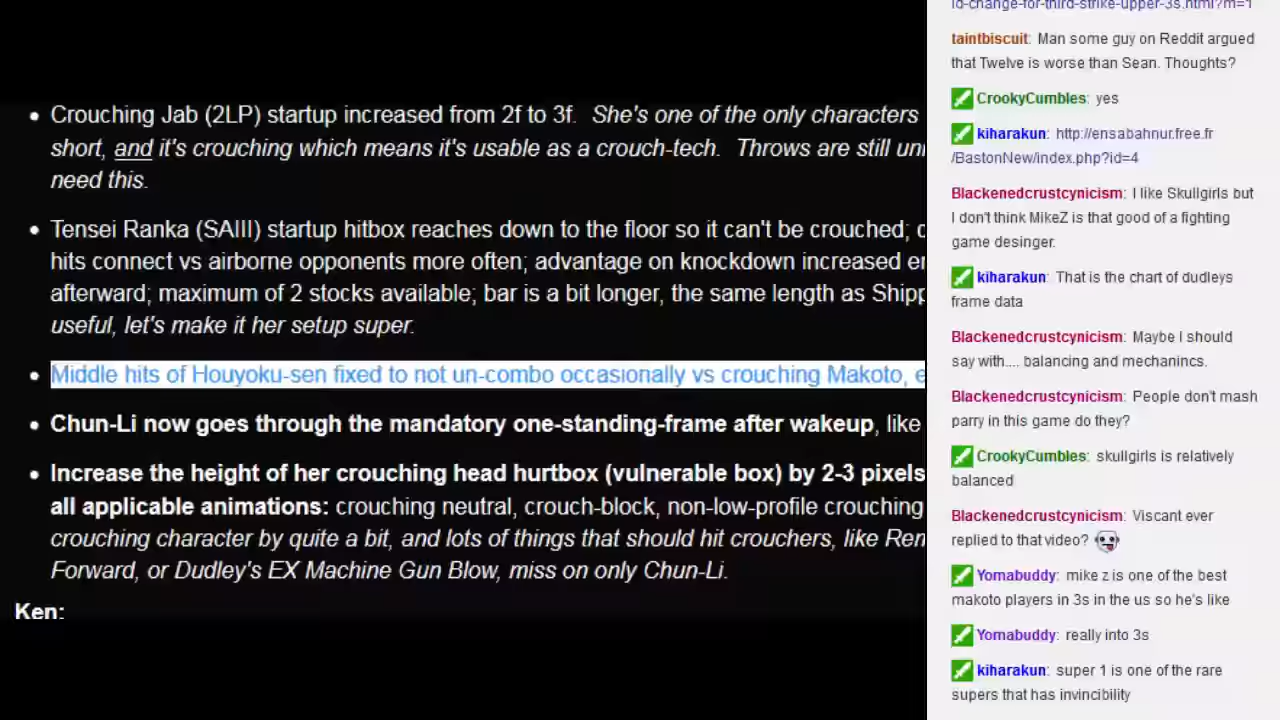 Crouching Jab (2LP) startup increased from 2f to 3f. She's one of the only characters
short, and it's crouching which means it's usable as a crouch-tech. Throws are still
need this.
Tensei Ranka (SAIII) startup hitbox reaches down to the floor so it can't be crouched;
hits connect vs airborne opponents more often; advantage on knockdown increased
afterward; maximum of 2 stocks available; bar is a bit longer, the same length as
useful, let's make it her setup super.
Middle hits of Houyoku-sen fixed to not un-combo occasionally vs crouching Makoto,
Chun-Li now goes through the mandatory one-standing-frame after wakeup, like
Increase the height of her crouching head hurtbox (vulnerable box) by 2-3 pixels
all applicable animations: crouching neutral, crouch-block, non-low-profile crouching
crouching character by quite a bit, and lots of things that should hit crouchers, like
Forward, or Dudley's EX Machine Gun Blow, miss on only Chun-Li.
Ken:
id-change-for-third-strike-upper-3s.html?m=1
taintbiscuit: Man some guy on Reddit argued
that Twelve is worse than Sean. Thoughts?
CrookyCumbles: yes
kiharakun: http://ensabahnur.free.fr
/BastonNew/index.php?id=4
Blackenedcrustcynicism: I like Skullgirls but
I don't think MikeZ is that good of a fighting
game desinger.
kiharakun: That is the chart of dudleys
frame data
Blackenedcrustcynicism: Maybe I should
say with.... balancing and mechanincs.
Blackenedcrustcynicism: People don't mash
parry in this game do they?
CrookyCumbles: skullgirls is relatively
balanced
Blackenedcrustcynicism: Viscant ever
replied to that video?
Yomabuddy: mike z is one of the best
makoto players in 3s in the us so he's like
Yomabuddy: really into 3s
kiharakun: super 1 is one of the rare
supers that has invincibility